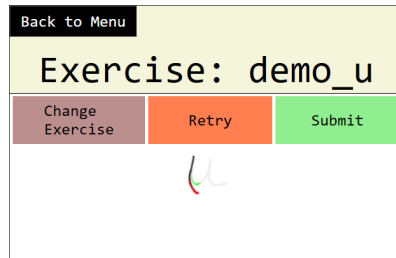 Back to Menu
Exercise: demo_u
Change
Exercise
Retry
Submit
u